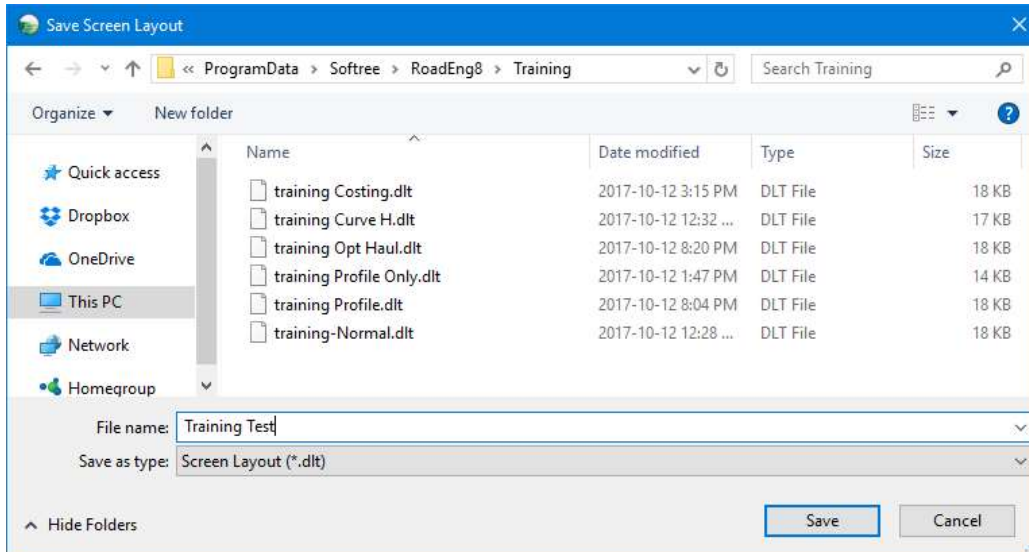 Save Screen Layout
« ProgramData > Softree > RoadEng8 > Training
Search Training
Organize
New folder
Name Date modified Type Size
Quick access
Dropbox
OneDrive
This PC
Network
Homegroup
training Costing.dlt 2017-10-12 3:15 PM DLT File 18 KB
training Curve H.dlt 2017-10-12 12:32 ... DLT File 17 KB
training Opt Haul.dlt 2017-10-12 8:20 PM DLT File 18 KB
training Profile Only.dlt 2017-10-12 1:47 PM DLT File 14 KB
training Profile.dlt 2017-10-12 8:04 PM DLT File 18 KB
training-Normal.dlt 2017-10-12 12:28 ... DLT File 18 KB
File name: Training Test
Save as type: Screen Layout (*.dlt)
Hide Folders
Save
Cancel